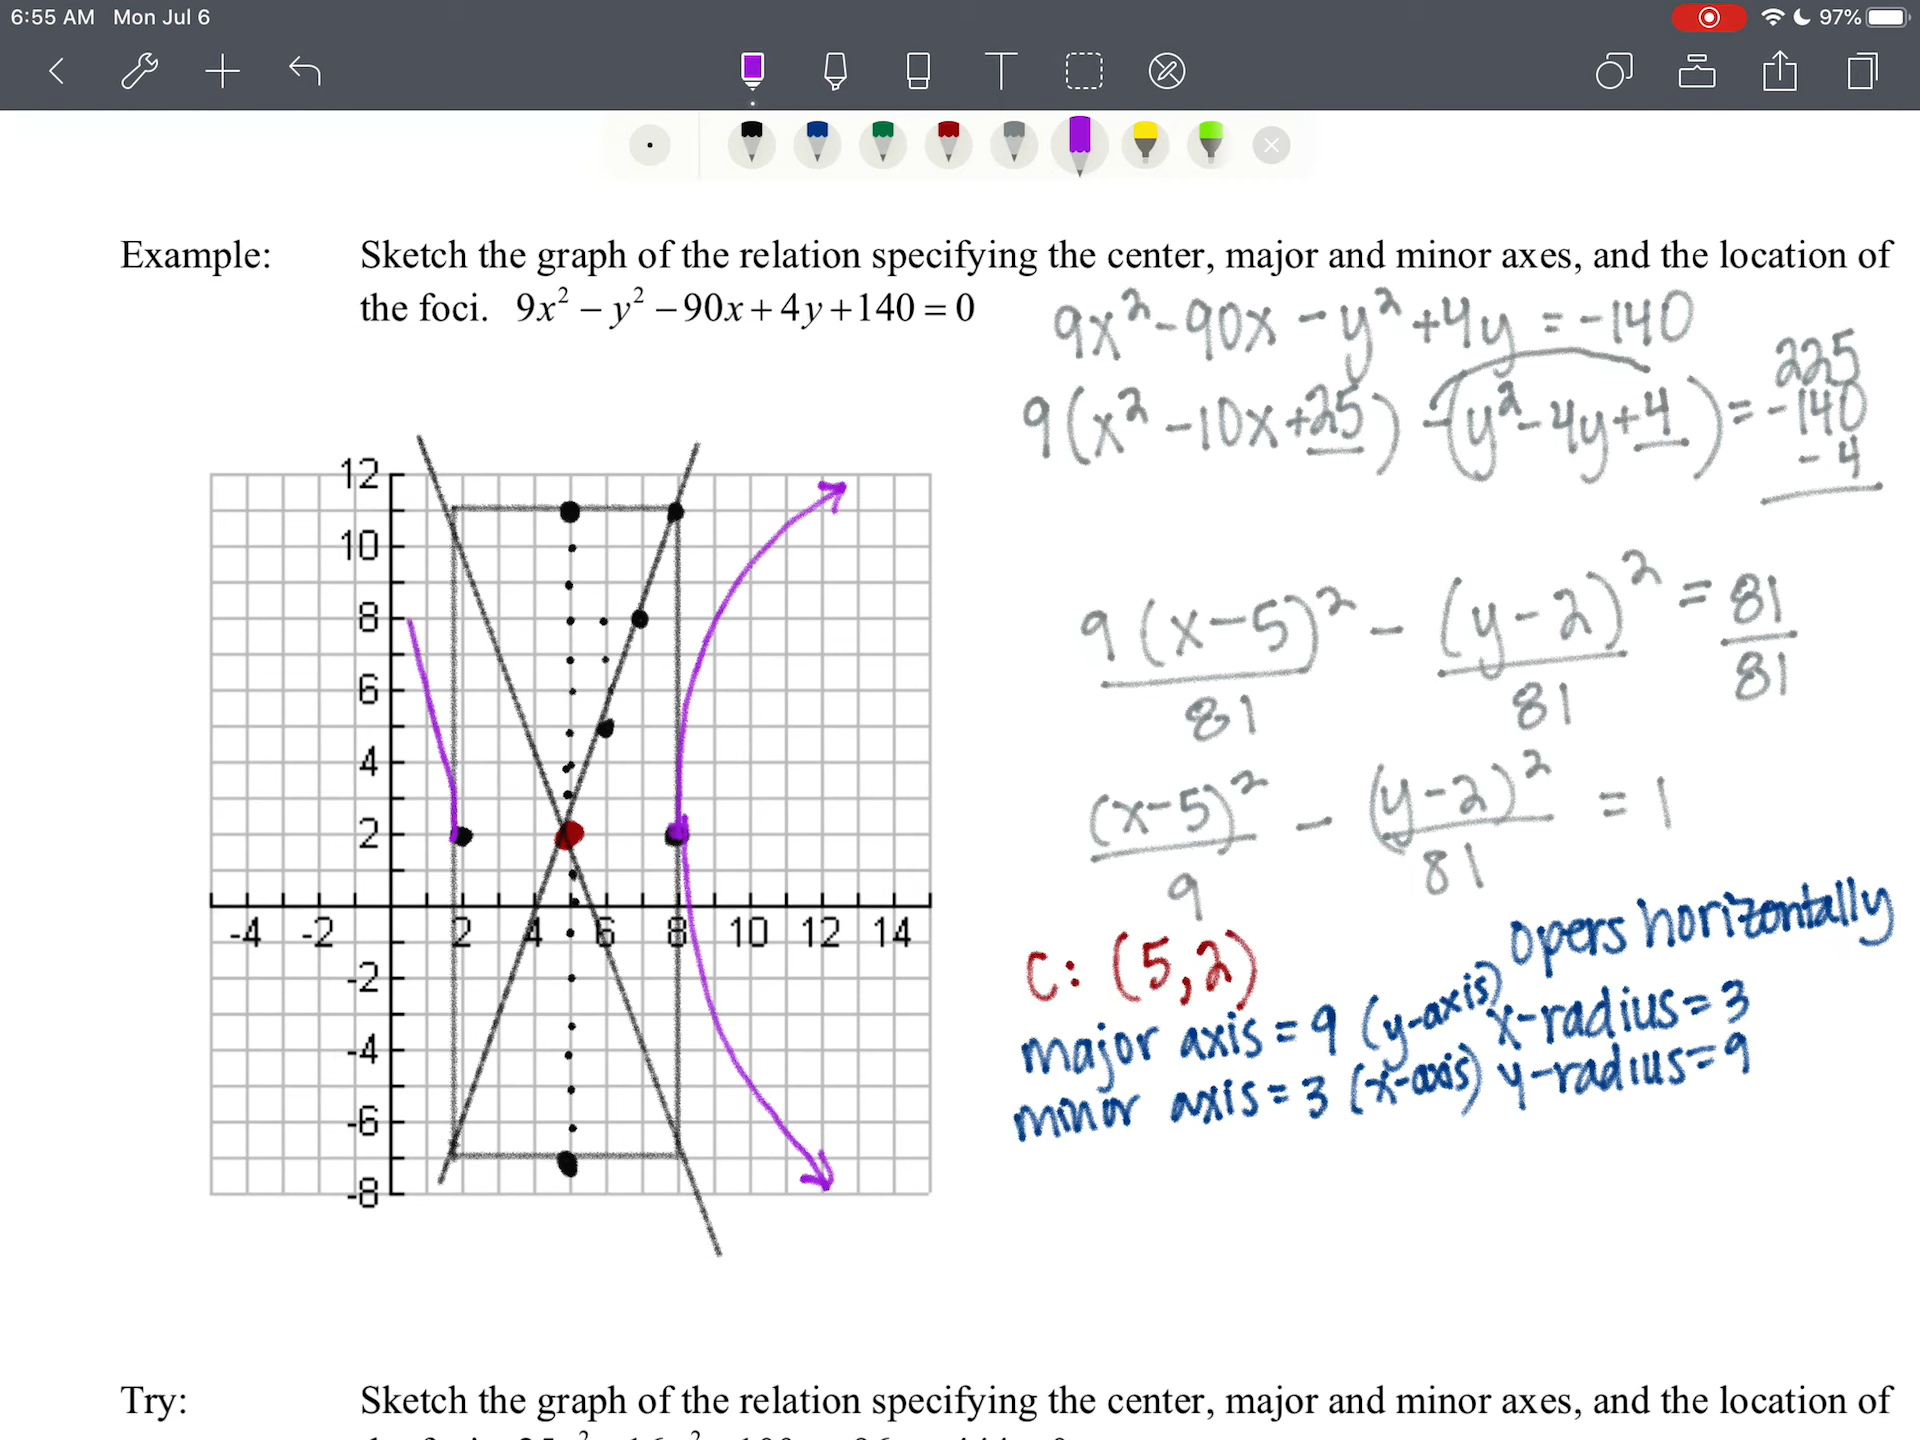 6:55 AM Mon Jul 6
97%
Example: Sketch the graph of the relation specifying the center, major and minor axes, and the location of
the foci. 9x² − y² − 90x + 4y + 140 = 0
9x² - 90x - y² + 4y = -140
9(x² - 10x + 25) - (y² - 4y + 4) = 225
-140
-4
9(x-5)²/81 - (y-2)²/81 = 81/81
(x-5)²/9 - (y-2)²/81 = 1
C: (5,2)
opers horizontally
major axis = 9 (y-axis) x-radius = 3
minor axis = 3 (x-axis) y-radius = 9
12
10
8
6
4
2
-4 -2 2 4 6 8 10 12 14
-2
-4
-6
-8
Try: Sketch the graph of the relation specifying the center, major and minor axes, and the location of